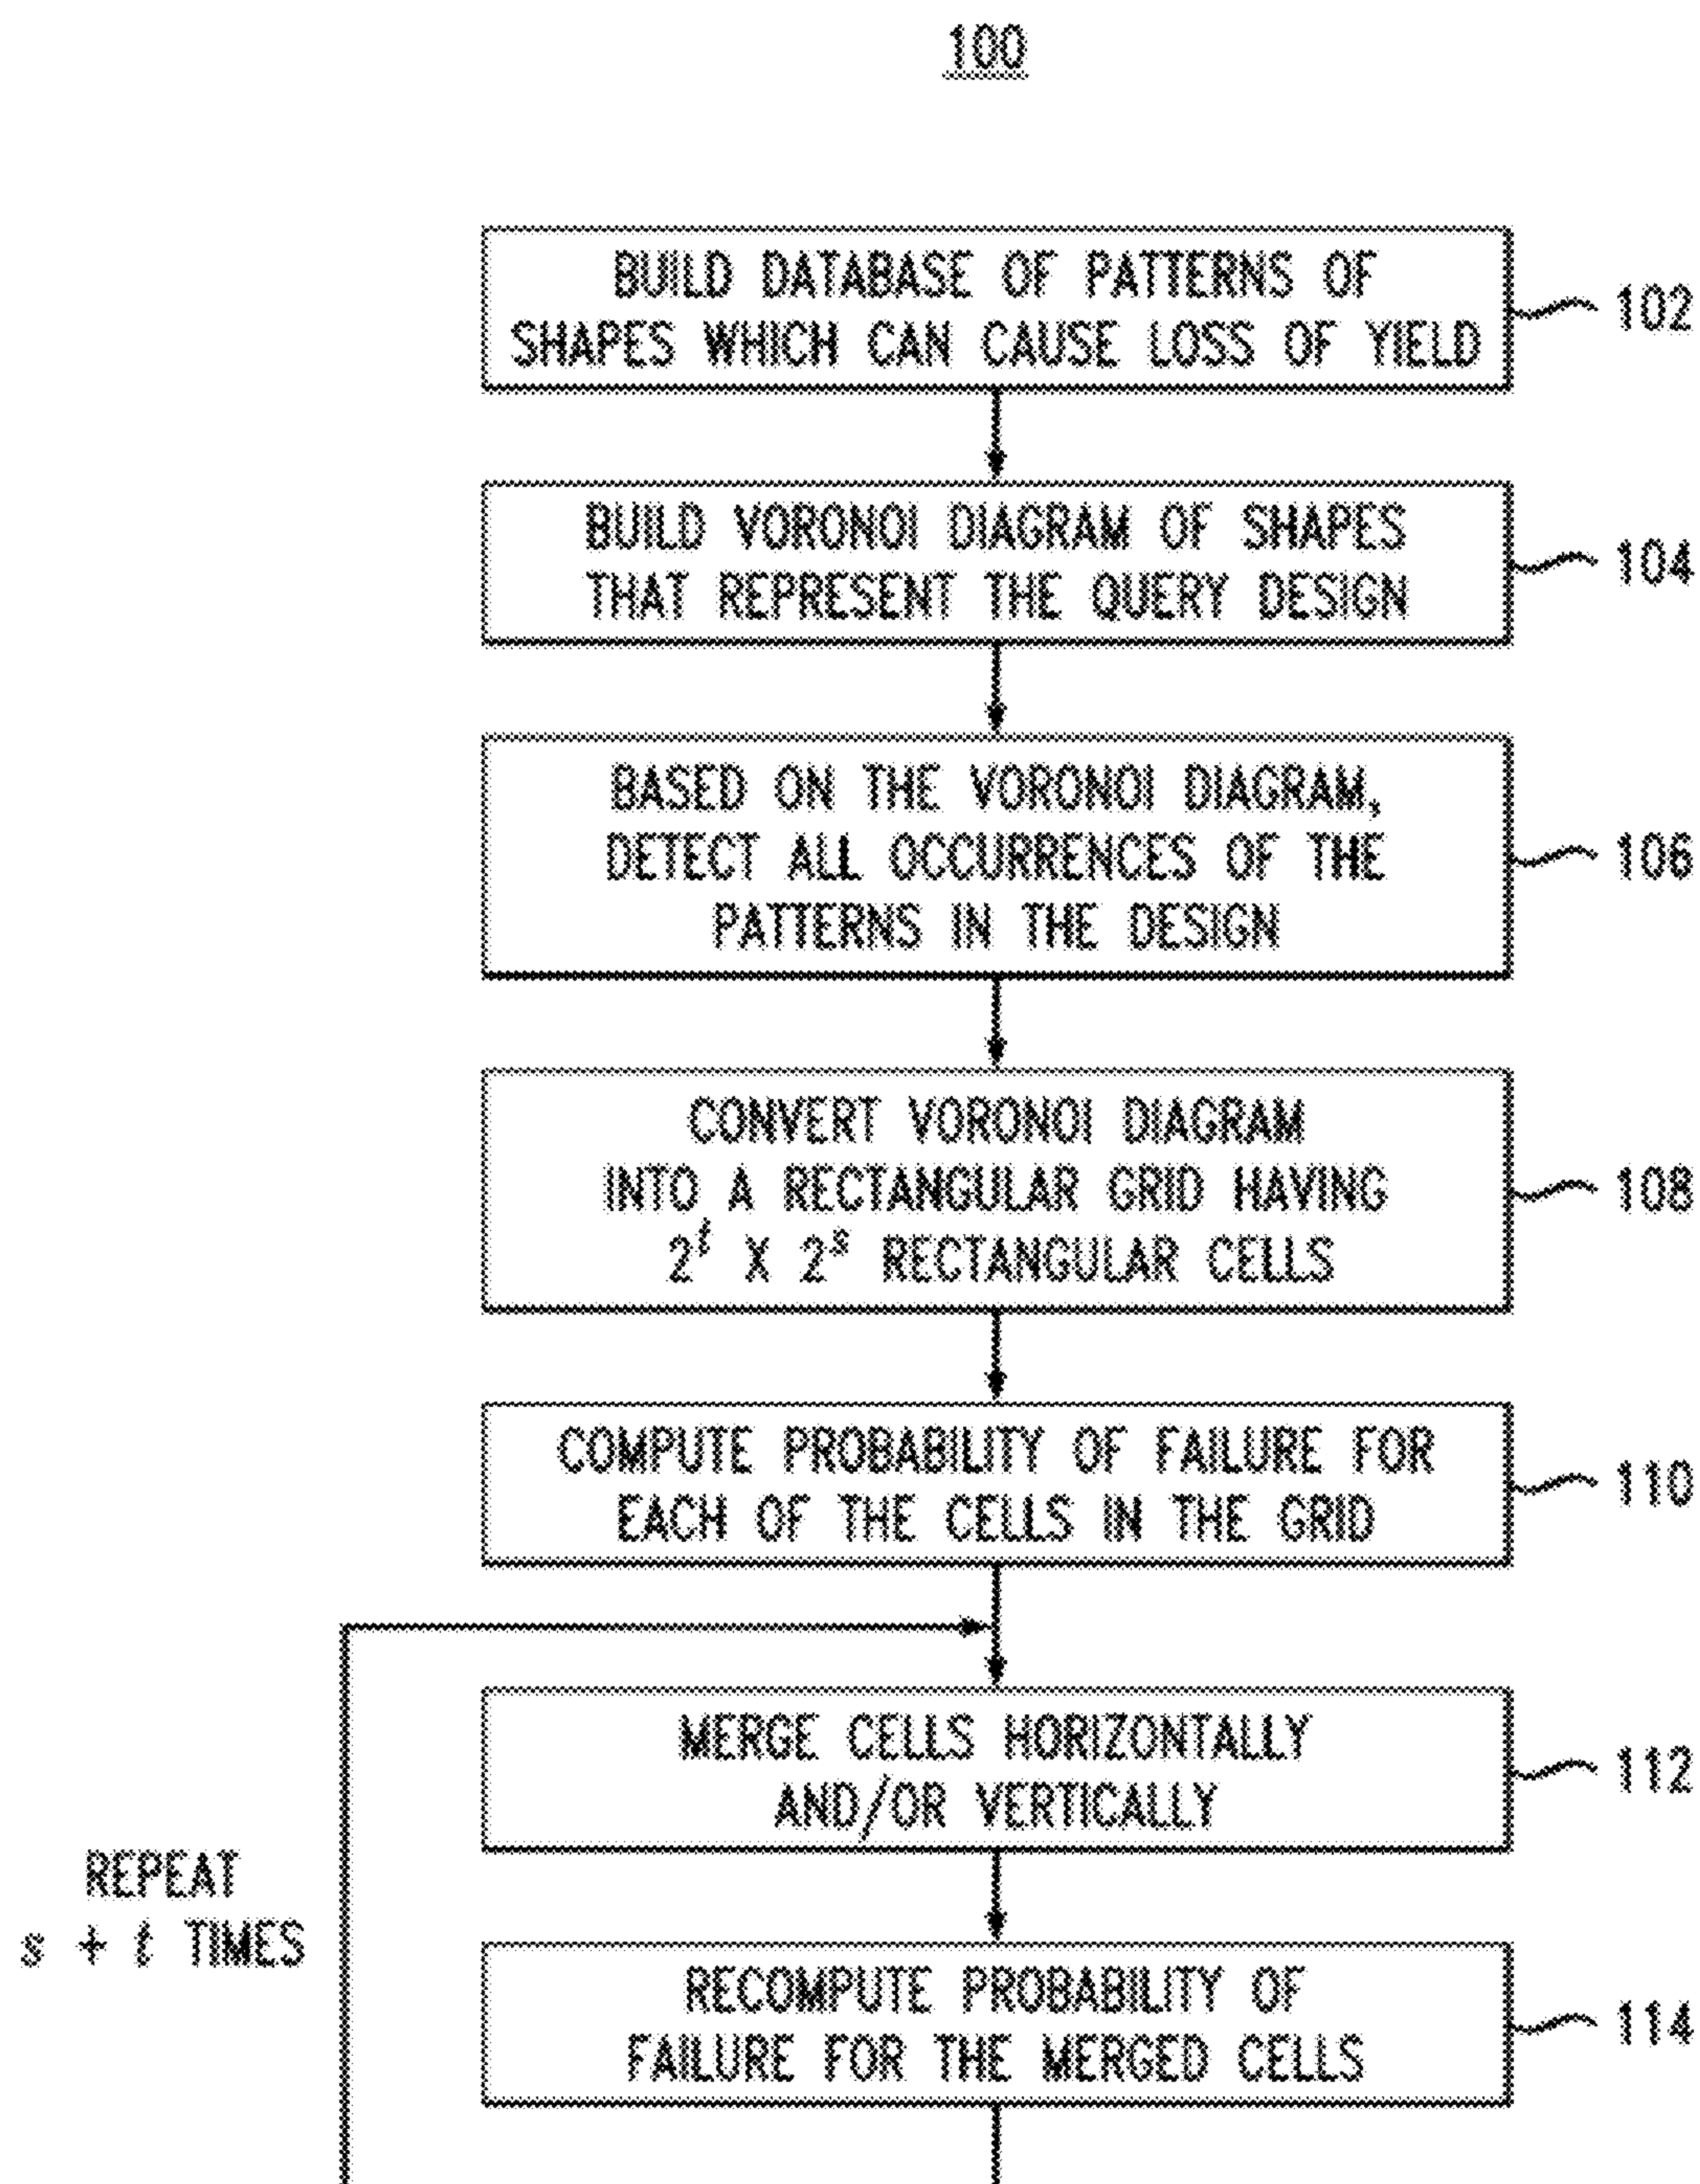 100
BUILD DATABASE OF PATTERNS OF
SHAPES WHICH CAN CAUSE LOSS OF YIELD
102
BUILD VORONOI DIAGRAM OF SHAPES
THAT REPRESENT THE QUERY DESIGN
104
BASED ON THE VORONOI DIAGRAM,
DETECT ALL OCCURRENCES OF THE
PATTERNS IN THE DESIGN
106
CONVERT VORONOI DIAGRAM
INTO A RECTANGULAR GRID HAVING
2^t X 2^s RECTANGULAR CELLS
108
COMPUTE PROBABILITY OF FAILURE FOR
EACH OF THE CELLS IN THE GRID
110
MERGE CELLS HORIZONTALLY
AND/OR VERTICALLY
112
REPEAT
s + t TIMES
RECOMPUTE PROBABILITY OF
FAILURE FOR THE MERGED CELLS
114